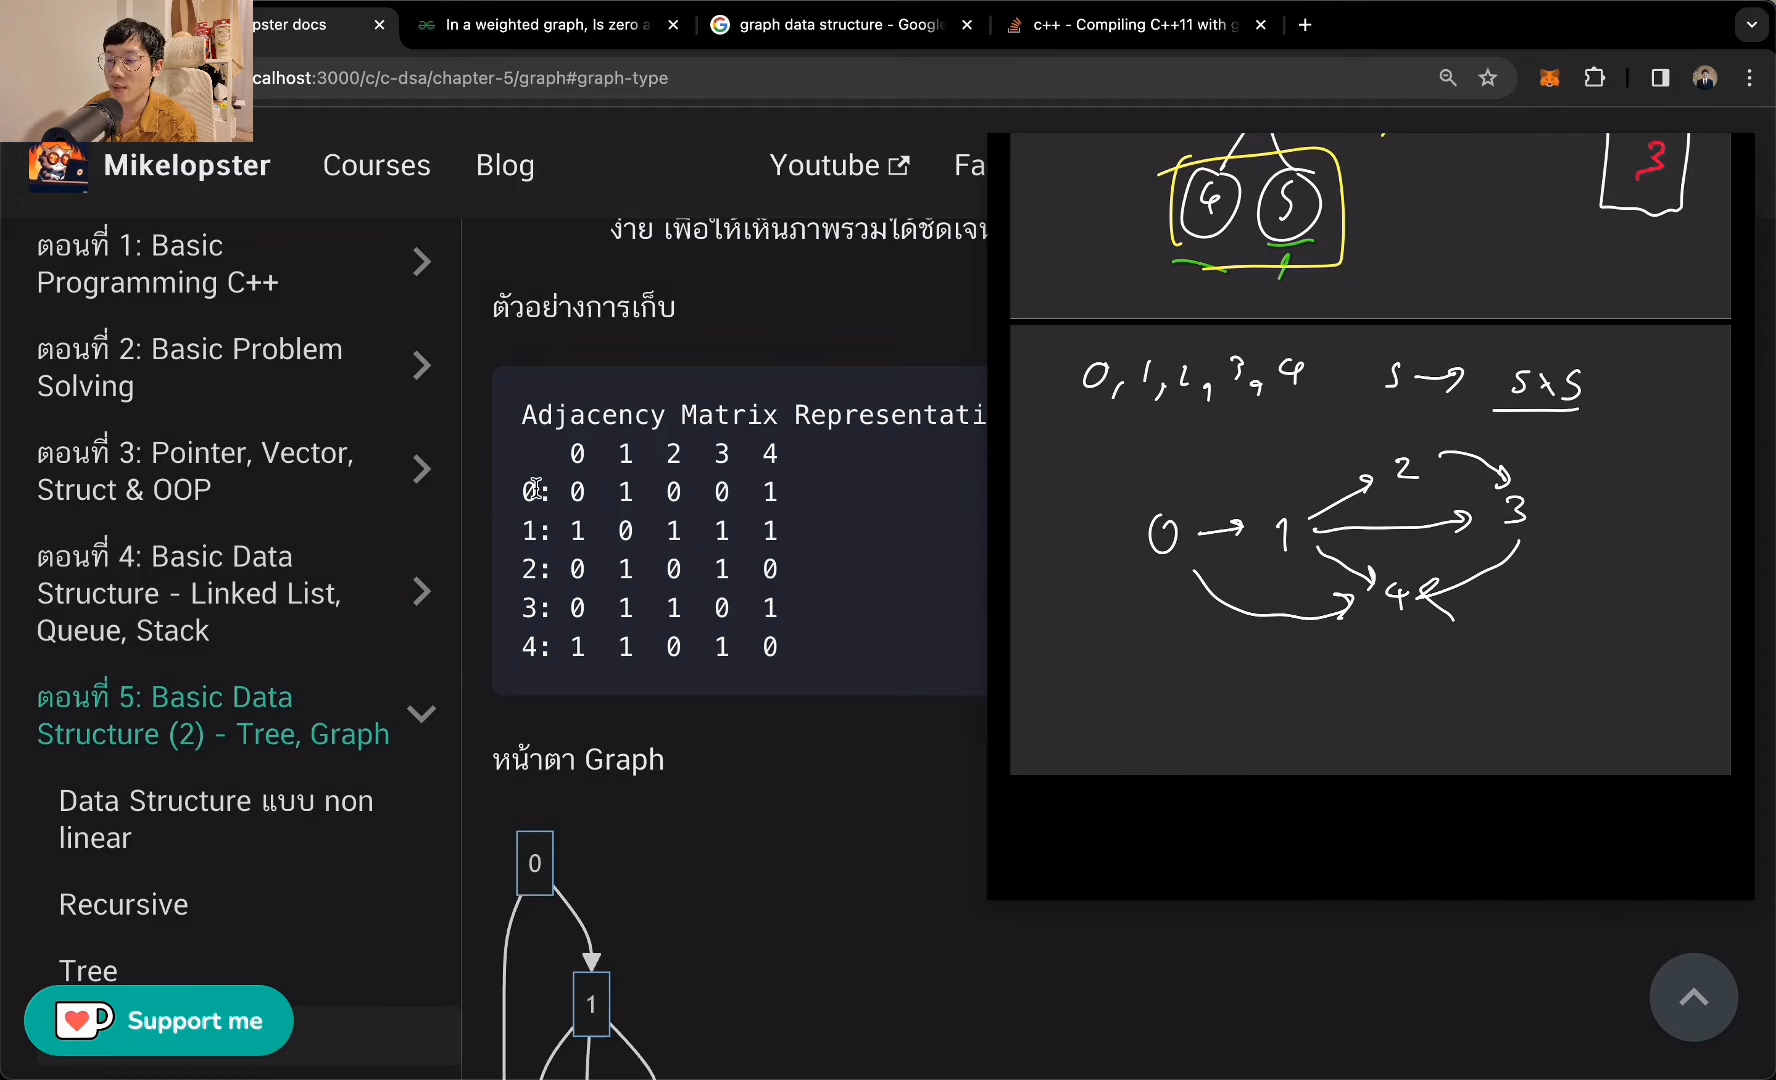 pster docs
In a weighted graph, Is zero a
graph data structure - Google
c++ - Compiling C++11 with g
calhost:3000/c/c-dsa/chapter-5/graph#graph-type
Mikelopster
Courses
Blog
Youtube
Fa
ตอนที่ 1: Basic
Programming C++
ตอนที่ 2: Basic Problem
Solving
ตอนที่ 3: Pointer, Vector,
Struct & OOP
ตอนที่ 4: Basic Data
Structure - Linked List,
Queue, Stack
ตอนที่ 5: Basic Data
Structure (2) - Tree, Graph
Data Structure แบบ non
linear
Recursive
Tree
Support me
ง่าย เพื่อให้เห็นภาพรวมได้ชัดเจน
ตัวอย่างการเก็บ
Adjacency Matrix Representati
0 1 2 3 4
0: 0 1 0 0 1
1: 1 0 1 1 1
2: 0 1 0 1 0
3: 0 1 1 0 1
4: 1 1 0 1 0
หน้าตา Graph
0
1
4 5
3
0, 1, 2, 3, 4 5 → 5x5
2
0 → 1 3
4